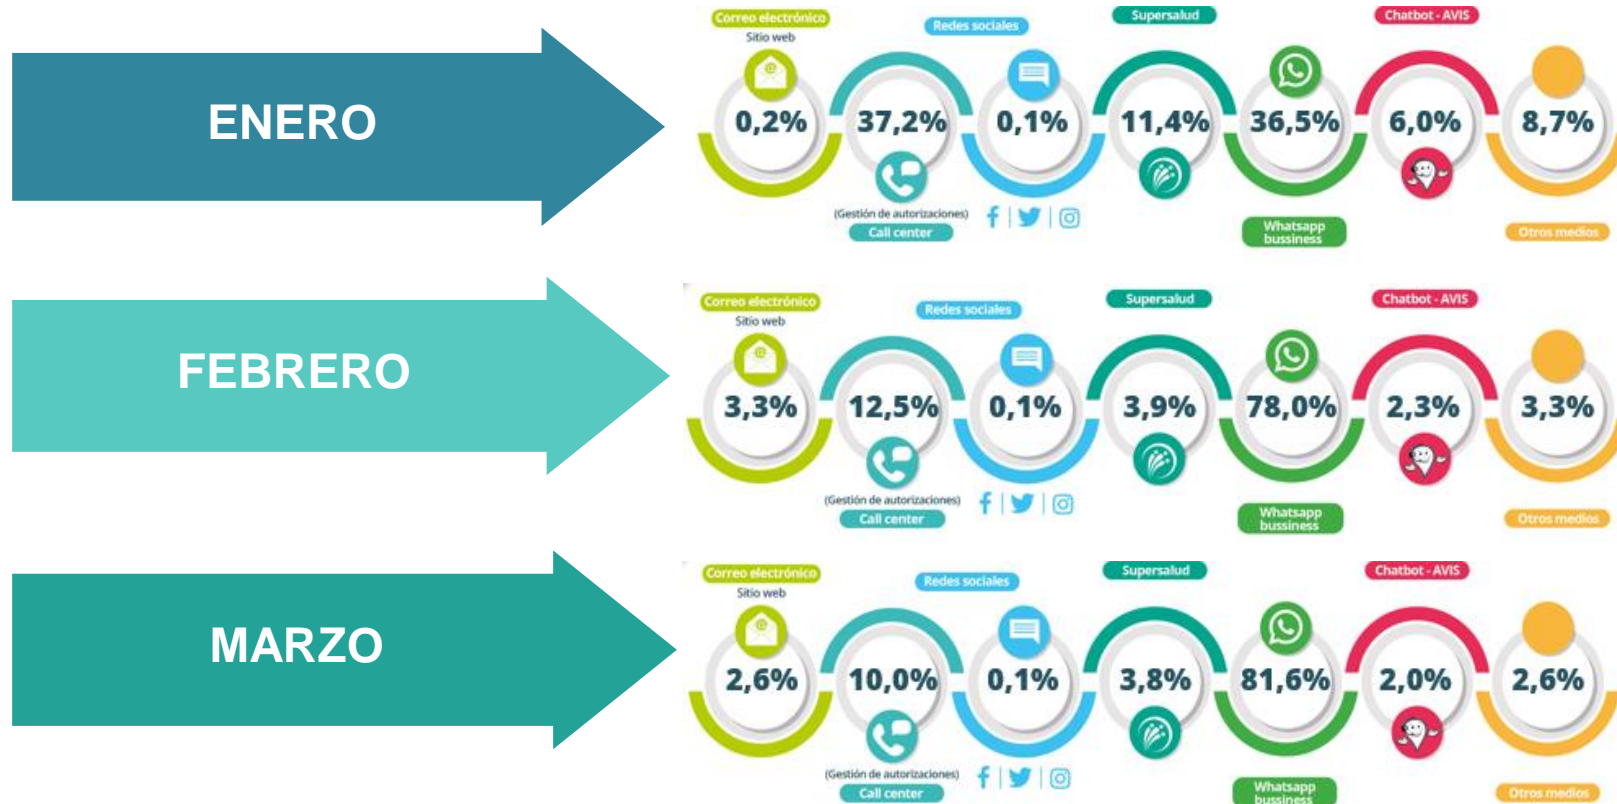 ENERO
Correo electrónico
Sitio web
Redes sociales
Supersalud
Chatbot - AVIS
0,2%
37,2%
0,1%
11,4%
36,5%
6,0%
8,7%
(Gestión de autorizaciones)
Call center
Whatsapp
bussiness
Otros medios
FEBRERO
Correo electrónico
Sitio web
Redes sociales
Supersalud
Chatbot - AVIS
3,3%
12,5%
0,1%
3,9%
78,0%
2,3%
3,3%
(Gestión de autorizaciones)
Call center
Whatsapp
bussiness
Otros medios
MARZO
Correo electrónico
Sitio web
Redes sociales
Supersalud
Chatbot - AVIS
2,6%
10,0%
0,1%
3,8%
81,6%
2,0%
2,6%
(Gestión de autorizaciones)
Call center
Whatsapp
bussiness
Otros medios